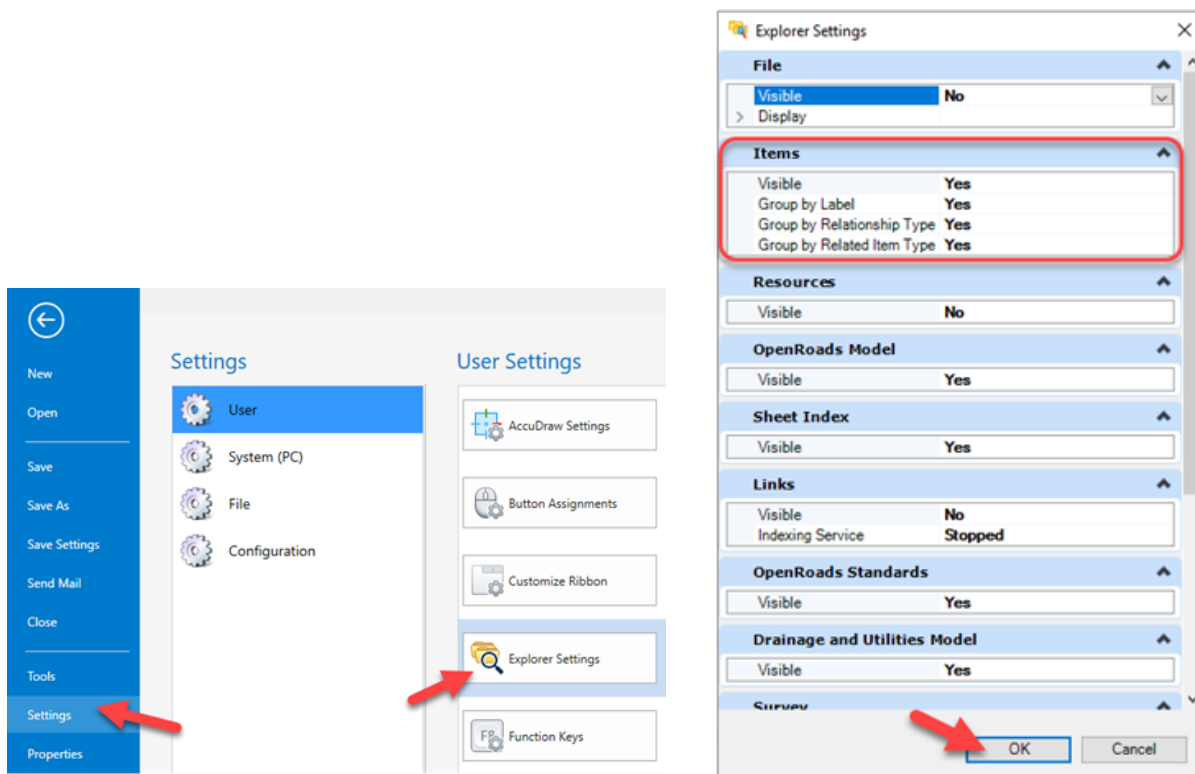 New
Open
Save
Save As
Save Settings
Send Mail
Close
Tools
Settings
Properties
Settings
User
System (PC)
File
Configuration
User Settings
AccuDraw Settings
Button Assignments
Customize Ribbon
Explorer Settings
Function Keys
Explorer Settings
File
Visible No
Display
Items
Visible Yes
Group by Label Yes
Group by Relationship Type Yes
Group by Related Item Type Yes
Resources
Visible No
OpenRoads Model
Visible Yes
Sheet Index
Visible Yes
Links
Visible No
Indexing Service Stopped
OpenRoads Standards
Visible Yes
Drainage and Utilities Model
Visible Yes
Survey
OK Cancel